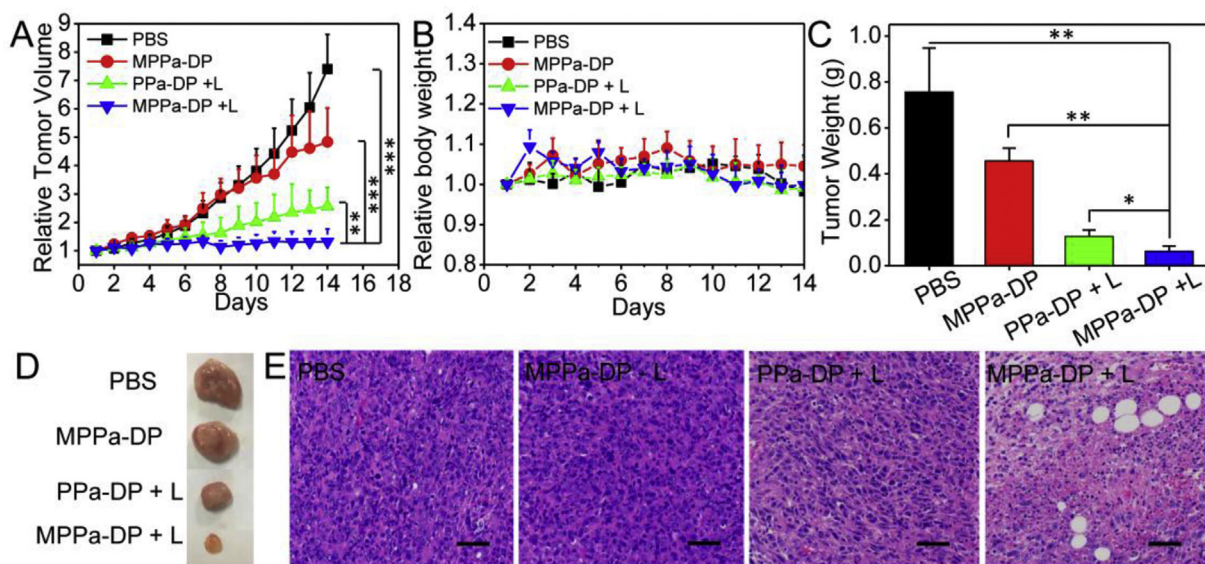 A
Relative Tomor Volume
9
8
7
6
5
4
3
2
1
PBS
MPPa-DP
PPa-DP +L
MPPa-DP +L
***
***
**
0 2 4 6 8 10 12 14 16 18
Days
B
Relative body weight
1.4
1.3
1.2
1.1
1.0
0.9
0.8
PBS
MPPa-DP
PPa-DP + L
MPPa-DP + L
0 2 4 6 8 10 12 14
Days
C
Tumor Weight (g)
1.0
0.8
0.6
0.4
0.2
0.0
**
**
*
PBS
MPPa-DP
PPa-DP + L
MPPa-DP +L
D
PBS
MPPa-DP
PPa-DP + L
MPPa-DP + L
E
PBS
MPPa-DP - L
PPa-DP + L
MPPa-DP + L